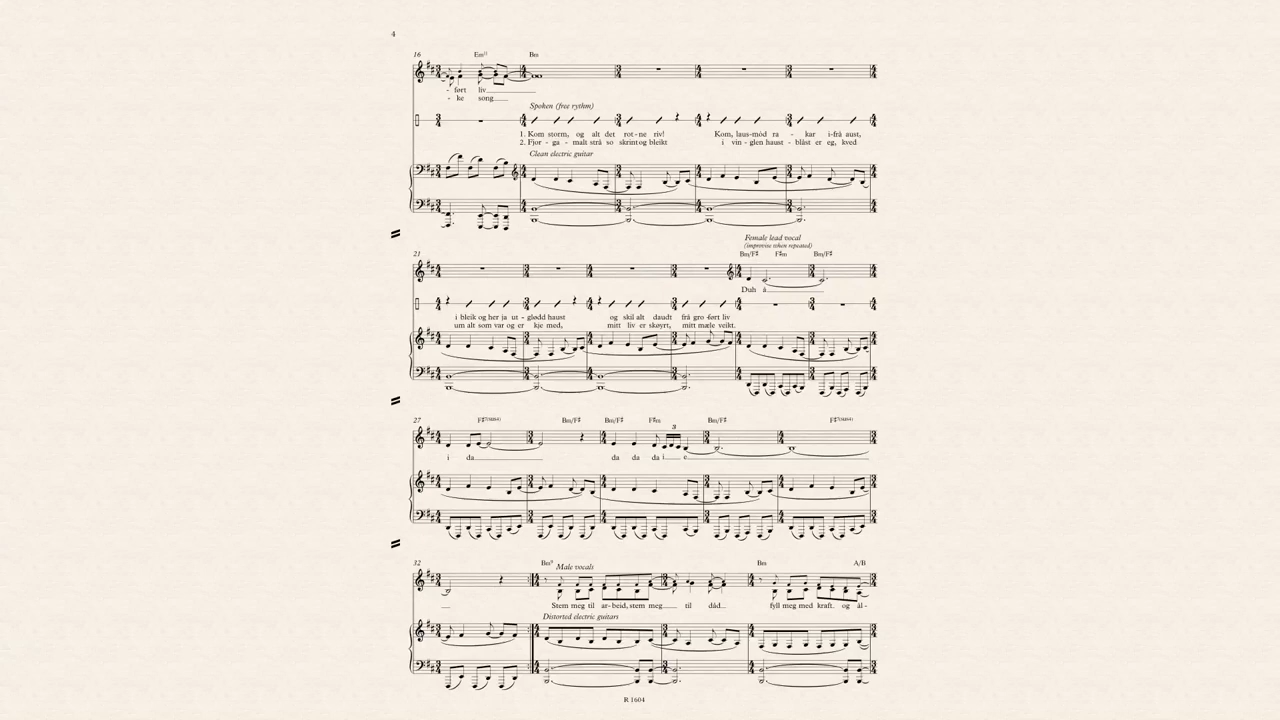 4
16 Em11 Bm
- ført liv
- ke song
Spoken (free rythm)
1. Kom storm, og alt det rot - ne riv! Kom, laus-mód ra - kar i-frå aust,
2. Fjor - ga - malt strå so skrint og bleikt i vin - glen haust - blåst er eg, kved
Clean electric guitar
Female lead vocal
(improvise when repeated)
21 Bm/F♯ F♯m Bm/F♯
Duh å
i bleik og her ja ut - glødd haust og skil alt daudt frå gro - ført liv
um alt som var og er kje med, mitt liv er skøyrt, mitt mæle veikt.
27 F♯7(sus4) Bm/F♯ Bm/F♯ F♯m Bm/F♯ F♯7(sus4)
3
i da da da da i e
32 Bm9 Male vocals Bm A/B
Stem meg til ar - beid, stem meg til dåd fyll meg med kraft. og ål -
Distorted electric guitars
R 1604